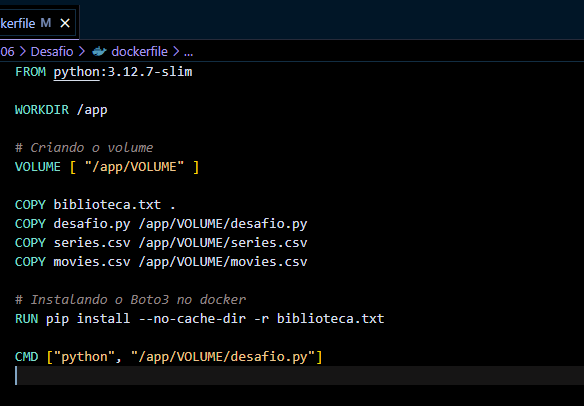 ckerfile M ×
06 > Desafio > dockerfile > ...
FROM python:3.12.7-slim
WORKDIR /app
# Criando o volume
VOLUME [ "/app/VOLUME" ]
COPY biblioteca.txt .
COPY desafio.py /app/VOLUME/desafio.py
COPY series.csv /app/VOLUME/series.csv
COPY movies.csv /app/VOLUME/movies.csv
# Instalando o Boto3 no docker
RUN pip install --no-cache-dir -r biblioteca.txt
CMD ["python", "/app/VOLUME/desafio.py"]